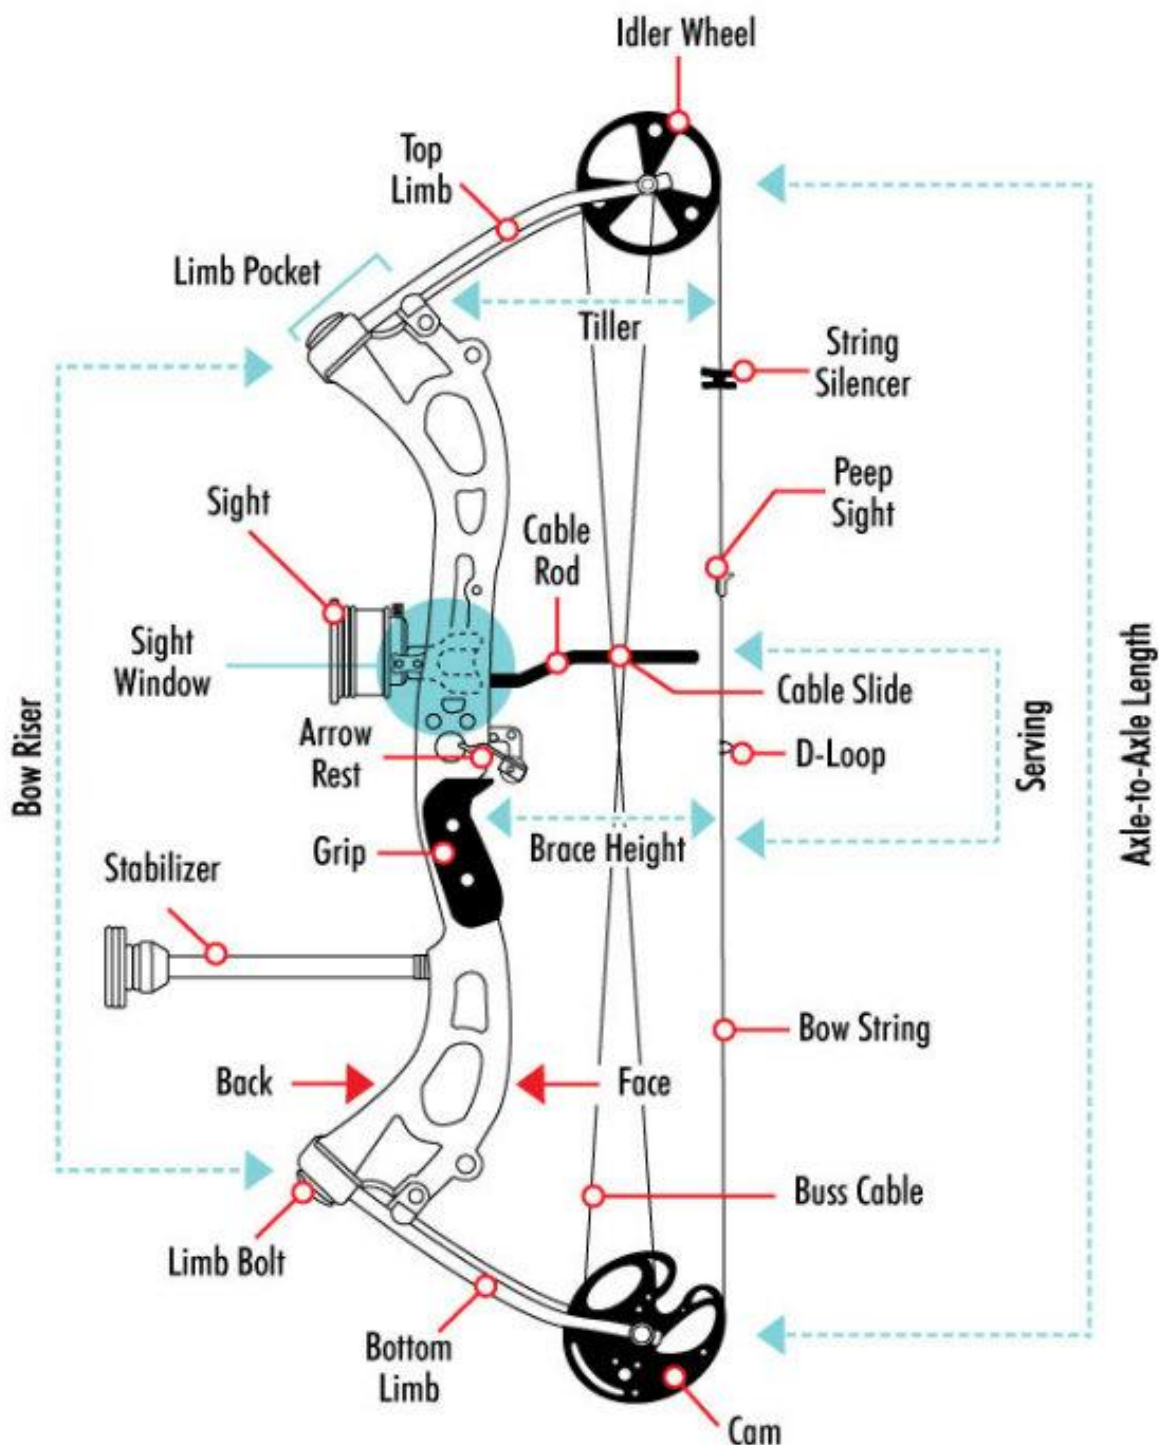 Idler Wheel
Top
Limb
Limb Pocket
Tiller
String
Silencer
Peep
Sight
Sight
Cable
Rod
Sight
Window
Cable Slide
Arrow
Rest
D-Loop
Serving
Axle-to-Axle Length
Bow Riser
Grip
Brace Height
Stabilizer
Bow String
Back
Face
Buss Cable
Limb Bolt
Bottom
Limb
Cam